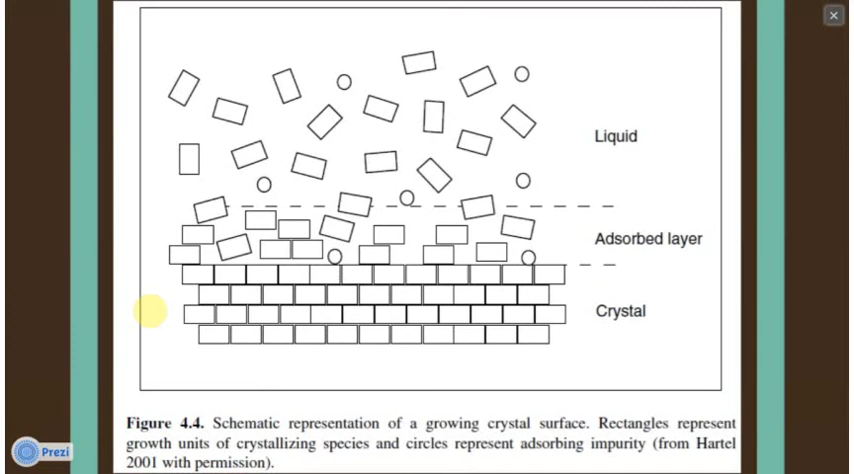 Liquid
Adsorbed layer
Crystal
Figure 4.4. Schematic representation of a growing crystal surface. Rectangles represent
growth units of crystallizing species and circles represent adsorbing impurity (from Hartel
2001 with permission).
Prezi